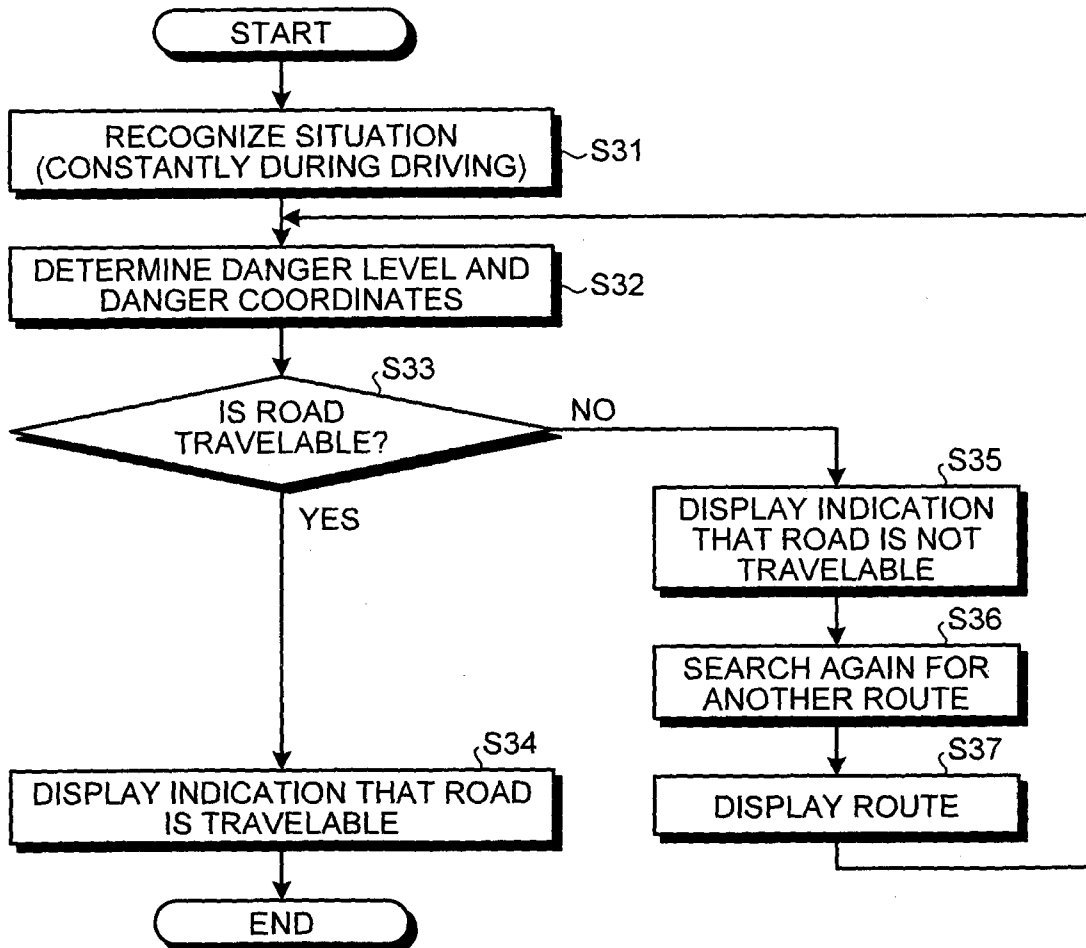 START
RECOGNIZE SITUATION
(CONSTANTLY DURING DRIVING)
S31
DETERMINE DANGER LEVEL AND
DANGER COORDINATES
S32
S33
IS ROAD
TRAVELABLE?
NO
YES
S35
DISPLAY INDICATION
THAT ROAD IS NOT
TRAVELABLE
S36
SEARCH AGAIN FOR
ANOTHER ROUTE
S37
DISPLAY ROUTE
S34
DISPLAY INDICATION THAT ROAD
IS TRAVELABLE
END